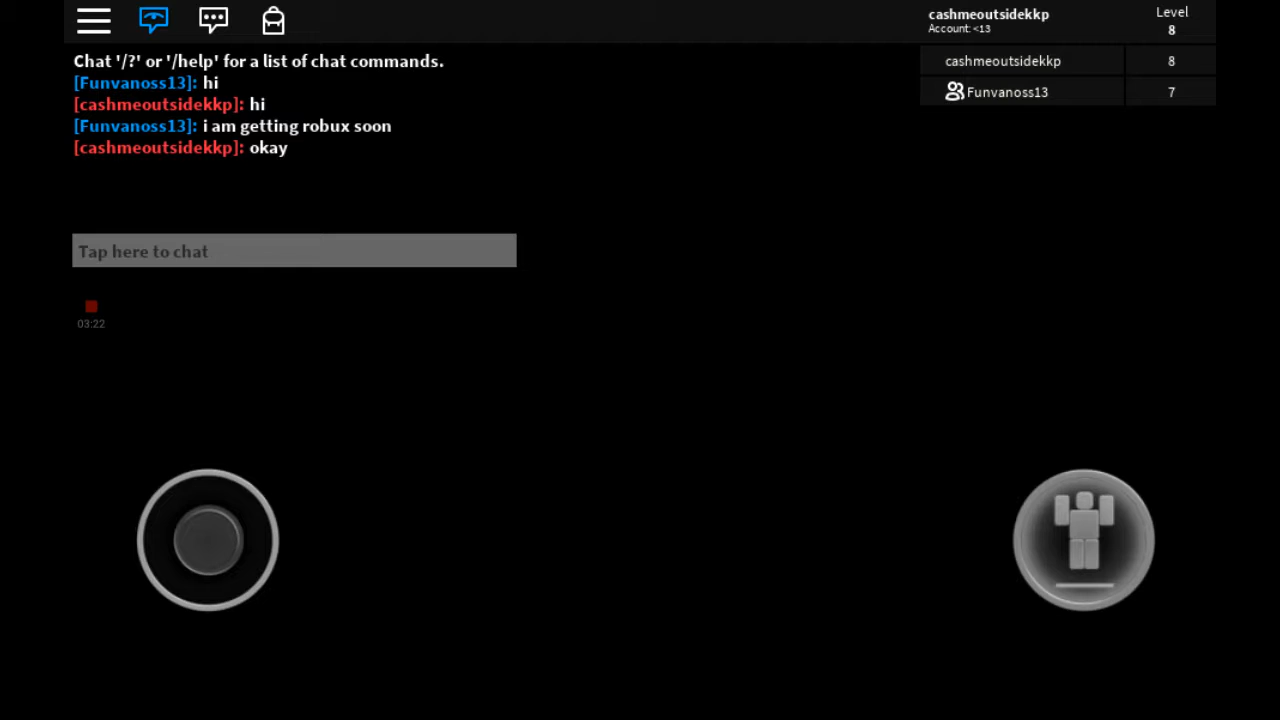 cashmeoutsidekkp
Account: <13
Level
8
Chat '/?' or '/help' for a list of chat commands.
[Funvanoss13]: hi
[cashmeoutsidekkp]: hi
[Funvanoss13]: i am getting robux soon
[cashmeoutsidekkp]: okay
cashmeoutsidekkp 8
Funvanoss13 7
Tap here to chat
03:22